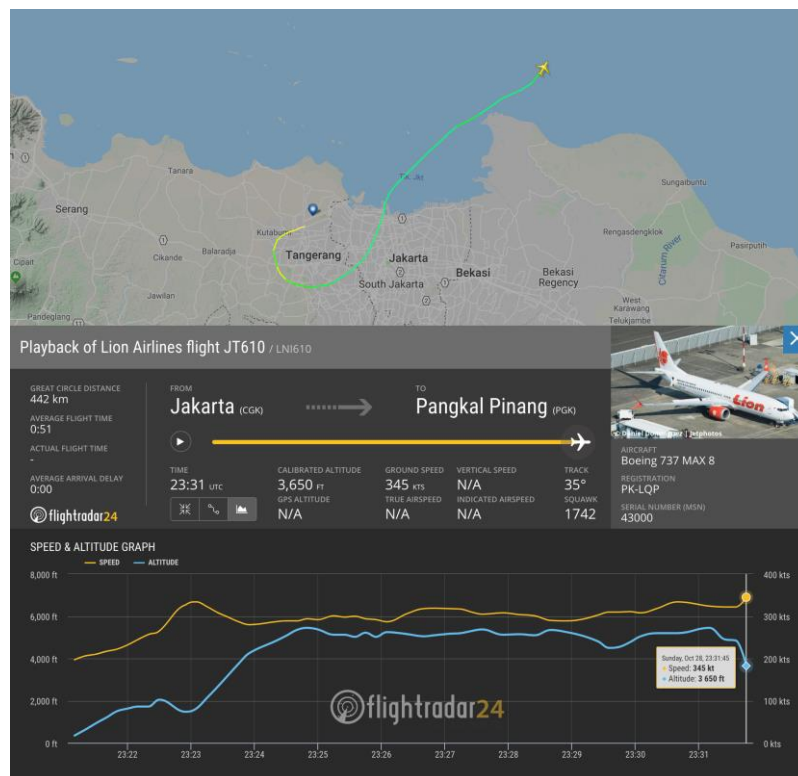 Tanara
Serang
Sungaibuntu
Tlk. Jkt
Kutabumi
Rengasdengklok
Cikande
Balaradja
Tangerang
Jakarta
Pasirputih
Citarum River
Cipari
South Jakarta
Bekasi
Bekasi
Regency
Jawilan
West
Karawang
Pandeglang
Telukjambe
Playback of Lion Airlines flight JT610 / LNI610
GREAT CIRCLE DISTANCE
442 km
AVERAGE FLIGHT TIME
0:51
ACTUAL FLIGHT TIME
-
AVERAGE ARRIVAL DELAY
0:00
flightradar24
FROM
Jakarta (CGK)
TO
Pangkal Pinang (PGK)
TIME
23:31 UTC
CALIBRATED ALTITUDE
3,650 FT
GROUND SPEED
345 KTS
VERTICAL SPEED
N/A
TRACK
35°
GPS ALTITUDE
N/A
TRUE AIRSPEED
N/A
INDICATED AIRSPEED
N/A
SQUAWK
1742
Lion
| jetphotos
AIRCRAFT
Boeing 737 MAX 8
REGISTRATION
PK-LQP
SERIAL NUMBER (MSN)
43000
SPEED & ALTITUDE GRAPH
SPEED
ALTITUDE
8,000 ft
400 kts
6,000 ft
300 kts
4,000 ft
200 kts
2,000 ft
100 kts
0 ft
0 kts
Sunday, Oct 28, 23:31:45
Speed: 345 kt
Altitude: 3 650 ft
flightradar24
23:22
23:23
23:24
23:25
23:26
23:27
23:28
23:29
23:30
23:31